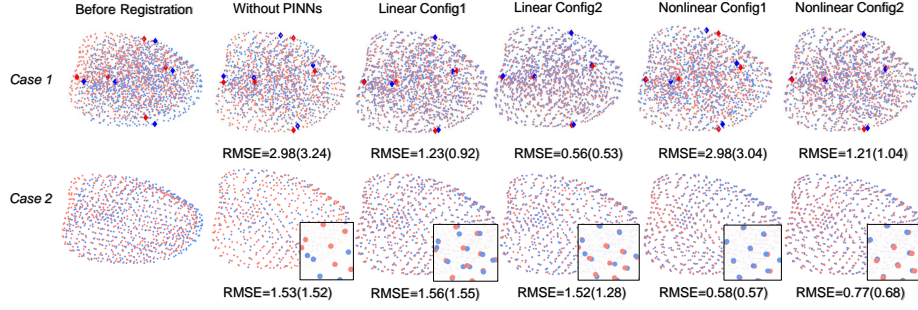 Before Registration Without PINNs Linear Config1 Linear Config2 Nonlinear Config1 Nonlinear Config2
Case 1
RMSE=2.98(3.24) RMSE=1.23(0.92) RMSE=0.56(0.53) RMSE=2.98(3.04) RMSE=1.21(1.04)
Case 2
RMSE=1.53(1.52) RMSE=1.56(1.55) RMSE=1.52(1.28) RMSE=0.58(0.57) RMSE=0.77(0.68)